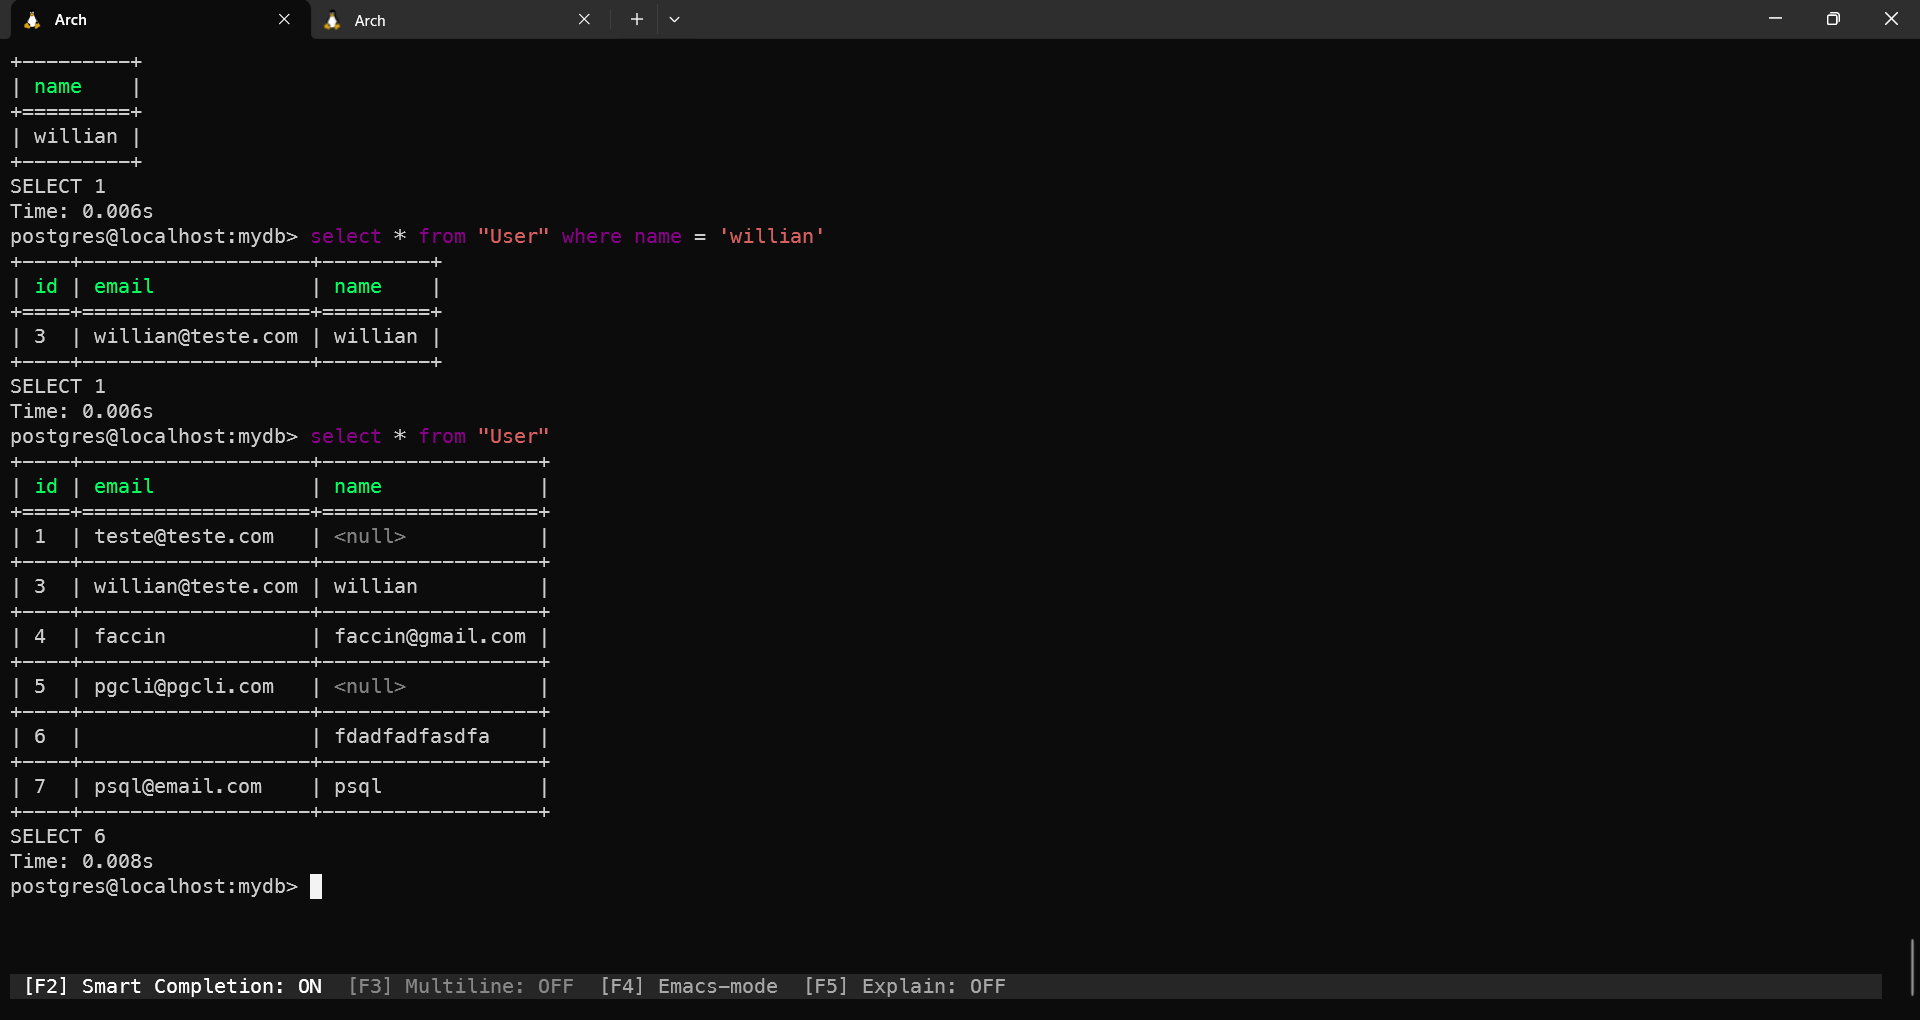 Arch
Arch
+---------+
| name    |
+=========+
| willian |
+---------+
SELECT 1
Time: 0.006s
postgres@localhost:mydb> select * from "User" where name = 'willian'
+----+-------------------+---------+
| id | email             | name    |
+====+===================+=========+
| 3  | willian@teste.com | willian |
+----+-------------------+---------+
SELECT 1
Time: 0.006s
postgres@localhost:mydb> select * from "User"
+----+-------------------+------------------+
| id | email             | name             |
+====+===================+==================+
| 1  | teste@teste.com   | <null>           |
+----+-------------------+------------------+
| 3  | willian@teste.com | willian          |
+----+-------------------+------------------+
| 4  | faccin            | faccin@gmail.com |
+----+-------------------+------------------+
| 5  | pgcli@pgcli.com   | <null>           |
+----+-------------------+------------------+
| 6  |                   | fdadfadfasdfa    |
+----+-------------------+------------------+
| 7  | psql@email.com    | psql             |
+----+-------------------+------------------+
SELECT 6
Time: 0.008s
postgres@localhost:mydb>
[F2] Smart Completion: ON  [F3] Multiline: OFF  [F4] Emacs-mode  [F5] Explain: OFF